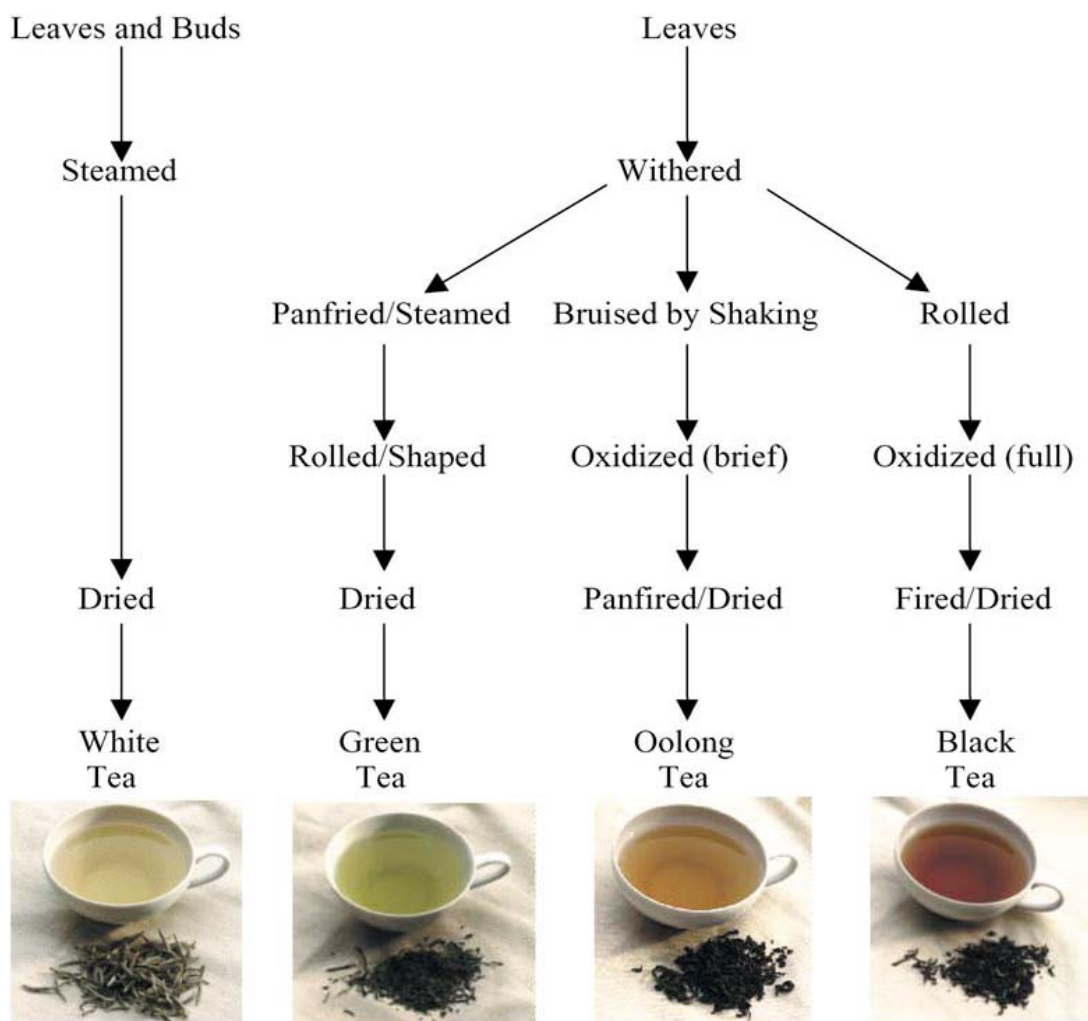 Leaves and Buds
Leaves
Steamed
Withered
Panfried/Steamed
Bruised by Shaking
Rolled
Rolled/Shaped
Oxidized (brief)
Oxidized (full)
Dried
Dried
Panfired/Dried
Fired/Dried
White
Tea
Green
Tea
Oolong
Tea
Black
Tea